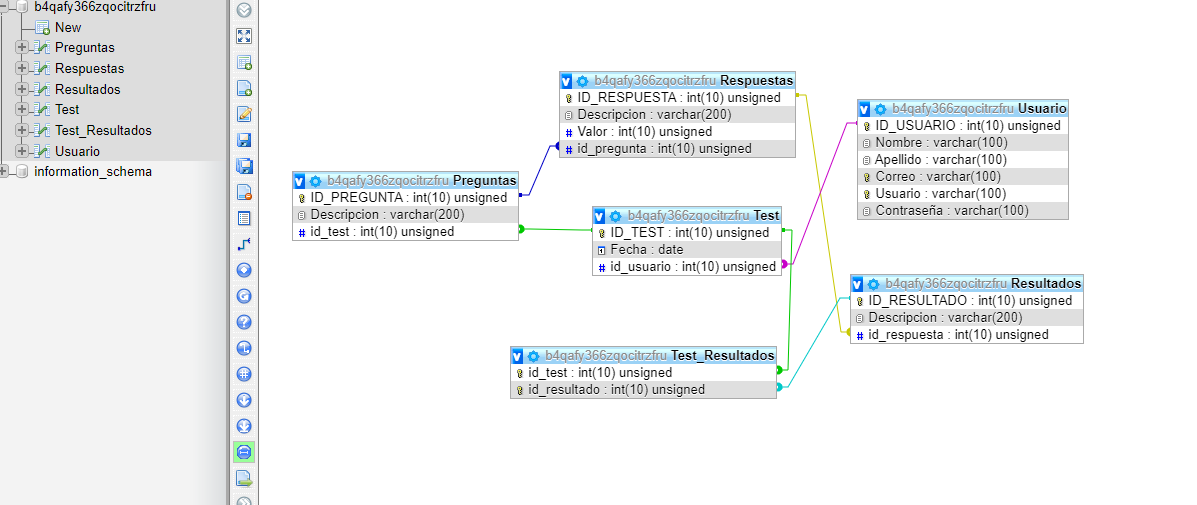 b4qafy366zqocitrzfru
New
Preguntas
Respuestas
Resultados
Test
Test_Resultados
Usuario
information_schema
b4qafy366zqocitrzfru Respuestas
ID_RESPUESTA : int(10) unsigned
Descripcion : varchar(200)
# Valor : int(10) unsigned
# id_pregunta : int(10) unsigned
b4qafy366zqocitrzfru Usuario
ID_USUARIO : int(10) unsigned
Nombre : varchar(100)
Apellido : varchar(100)
Correo : varchar(100)
Usuario : varchar(100)
Contraseña : varchar(100)
b4qafy366zqocitrzfru Preguntas
ID_PREGUNTA : int(10) unsigned
Descripcion : varchar(200)
# id_test : int(10) unsigned
b4qafy366zqocitrzfru Test
ID_TEST : int(10) unsigned
Fecha : date
# id_usuario : int(10) unsigned
b4qafy366zqocitrzfru Resultados
ID_RESULTADO : int(10) unsigned
Descripcion : varchar(200)
# id_respuesta : int(10) unsigned
b4qafy366zqocitrzfru Test_Resultados
id_test : int(10) unsigned
id_resultado : int(10) unsigned